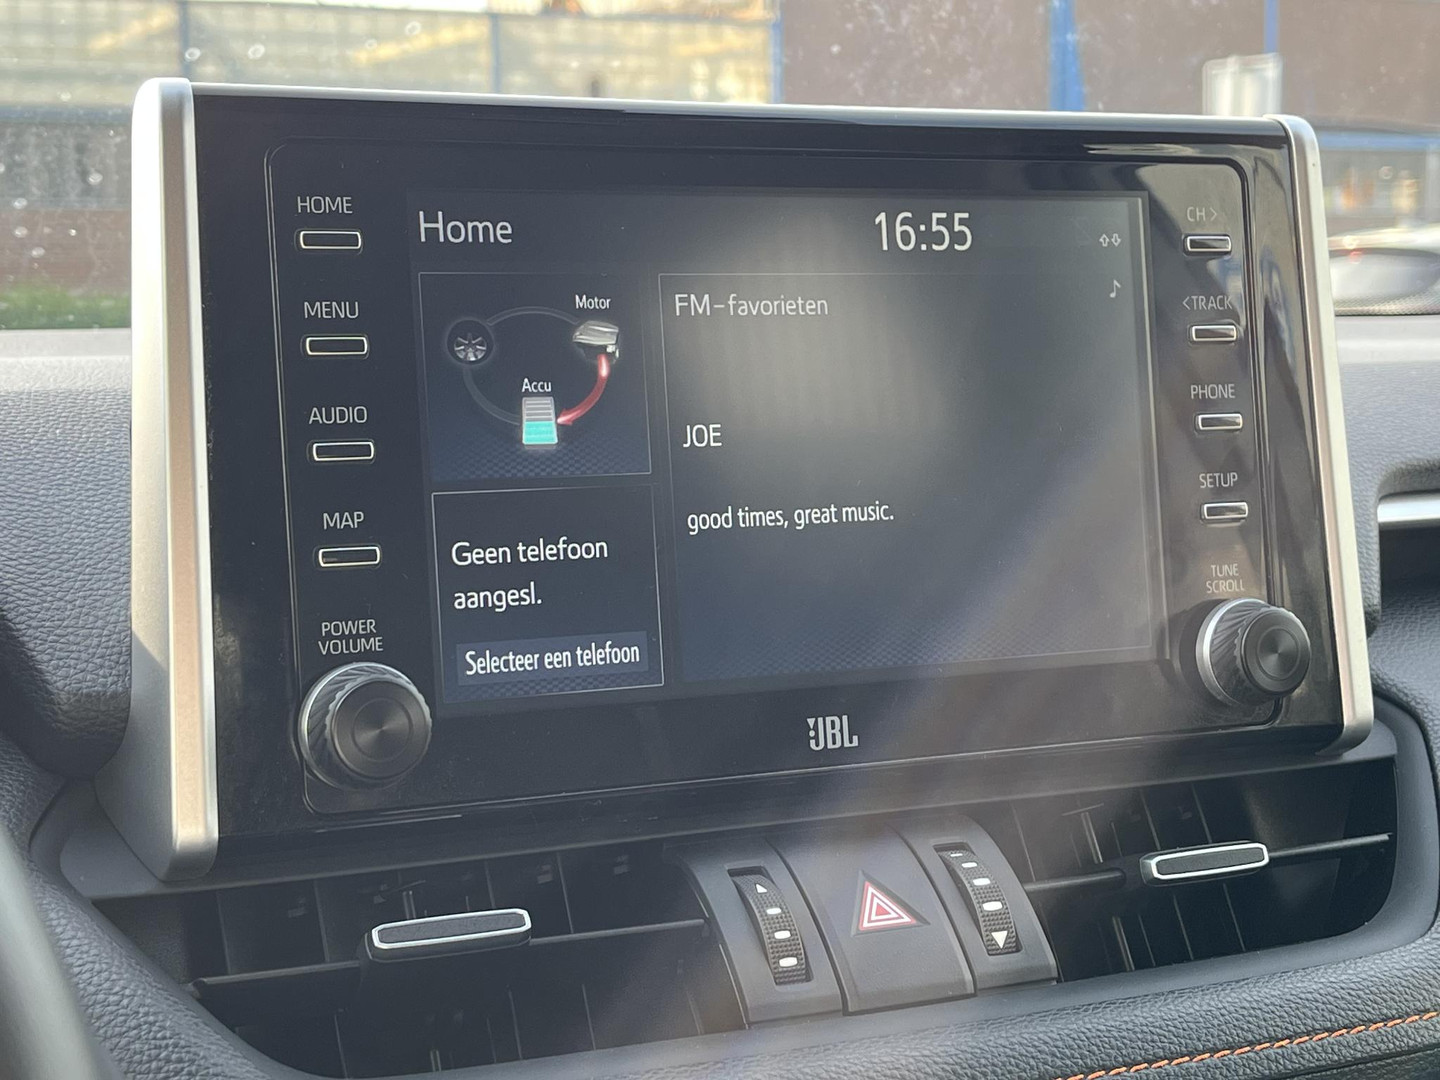 HOME
MENU
AUDIO
MAP
POWER
VOLUME
Home
16:55
Motor
Accu
FM-favorieten
JOE
good times, great music.
Geen telefoon
aangesl.
Selecteer een telefoon
CH >
< TRACK
PHONE
SETUP
TUNE
SCROLL
JBL